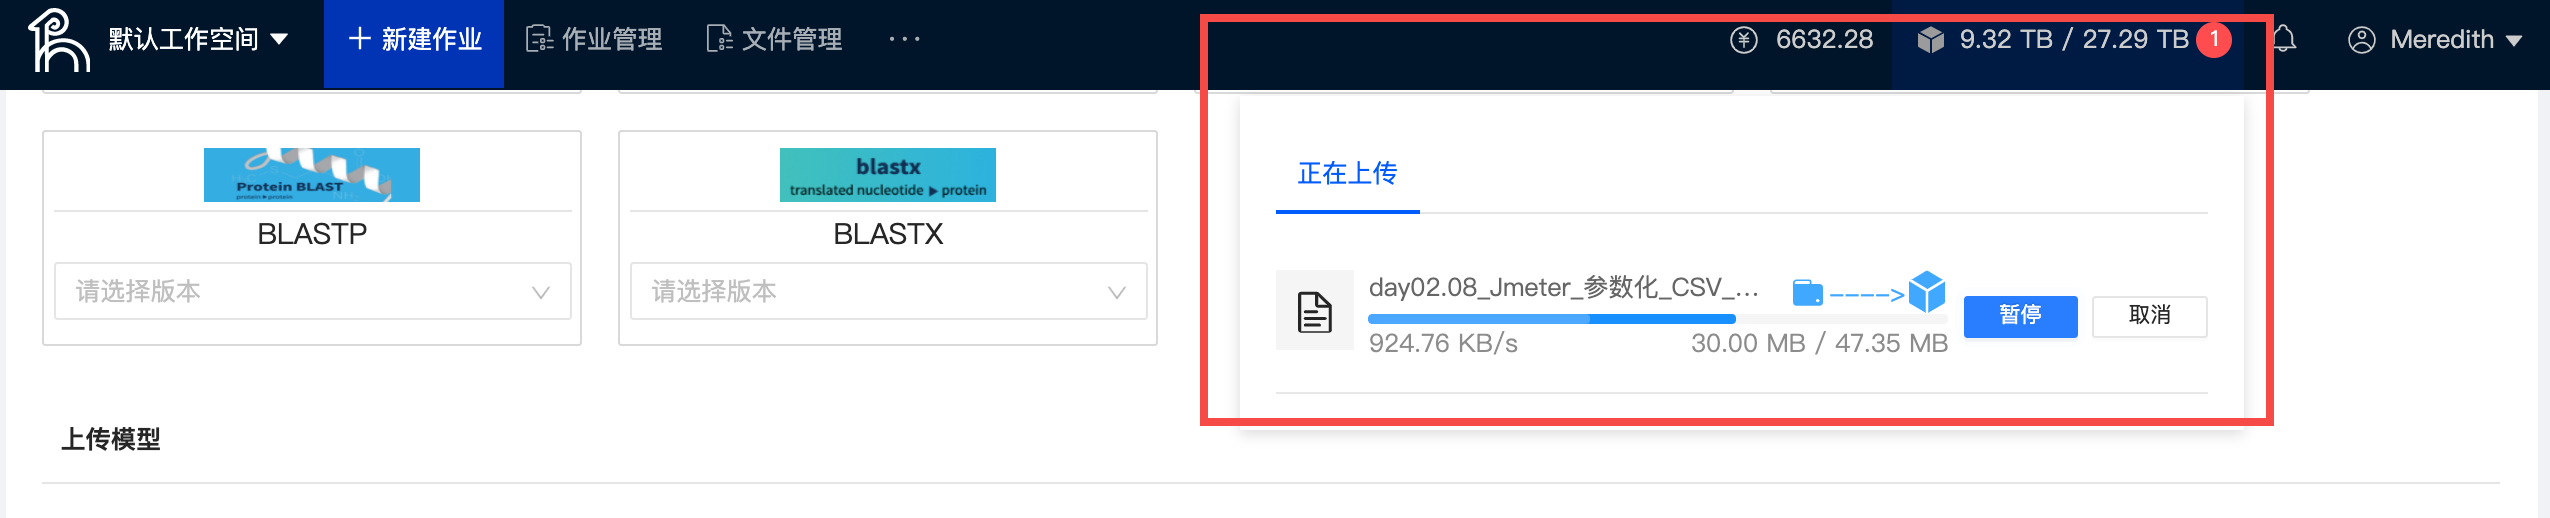 默认工作空间
新建作业
作业管理
文件管理
...
6632.28
9.32 TB / 27.29 TB
1
Meredith
Protein BLAST
protein ▸ protein
BLASTP
请选择版本
blastx
translated nucleotide ▶ protein
BLASTX
请选择版本
正在上传
day02.08_Jmeter_参数化_CSV_...
924.76 KB/s
30.00 MB / 47.35 MB
暂停
取消
上传模型